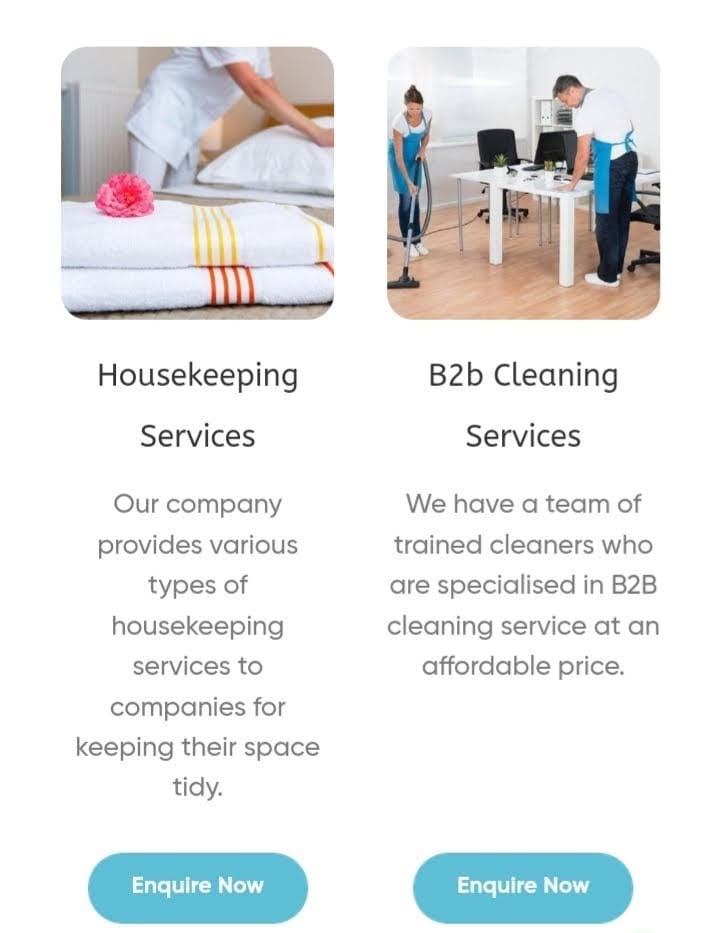 Housekeeping
Services
Our company
provides various
types of
housekeeping
services to
companies for
keeping their space
tidy.
Enquire Now
B2b Cleaning
Services
We have a team of
trained cleaners who
are specialised in B2B
cleaning service at an
affordable price.
Enquire Now